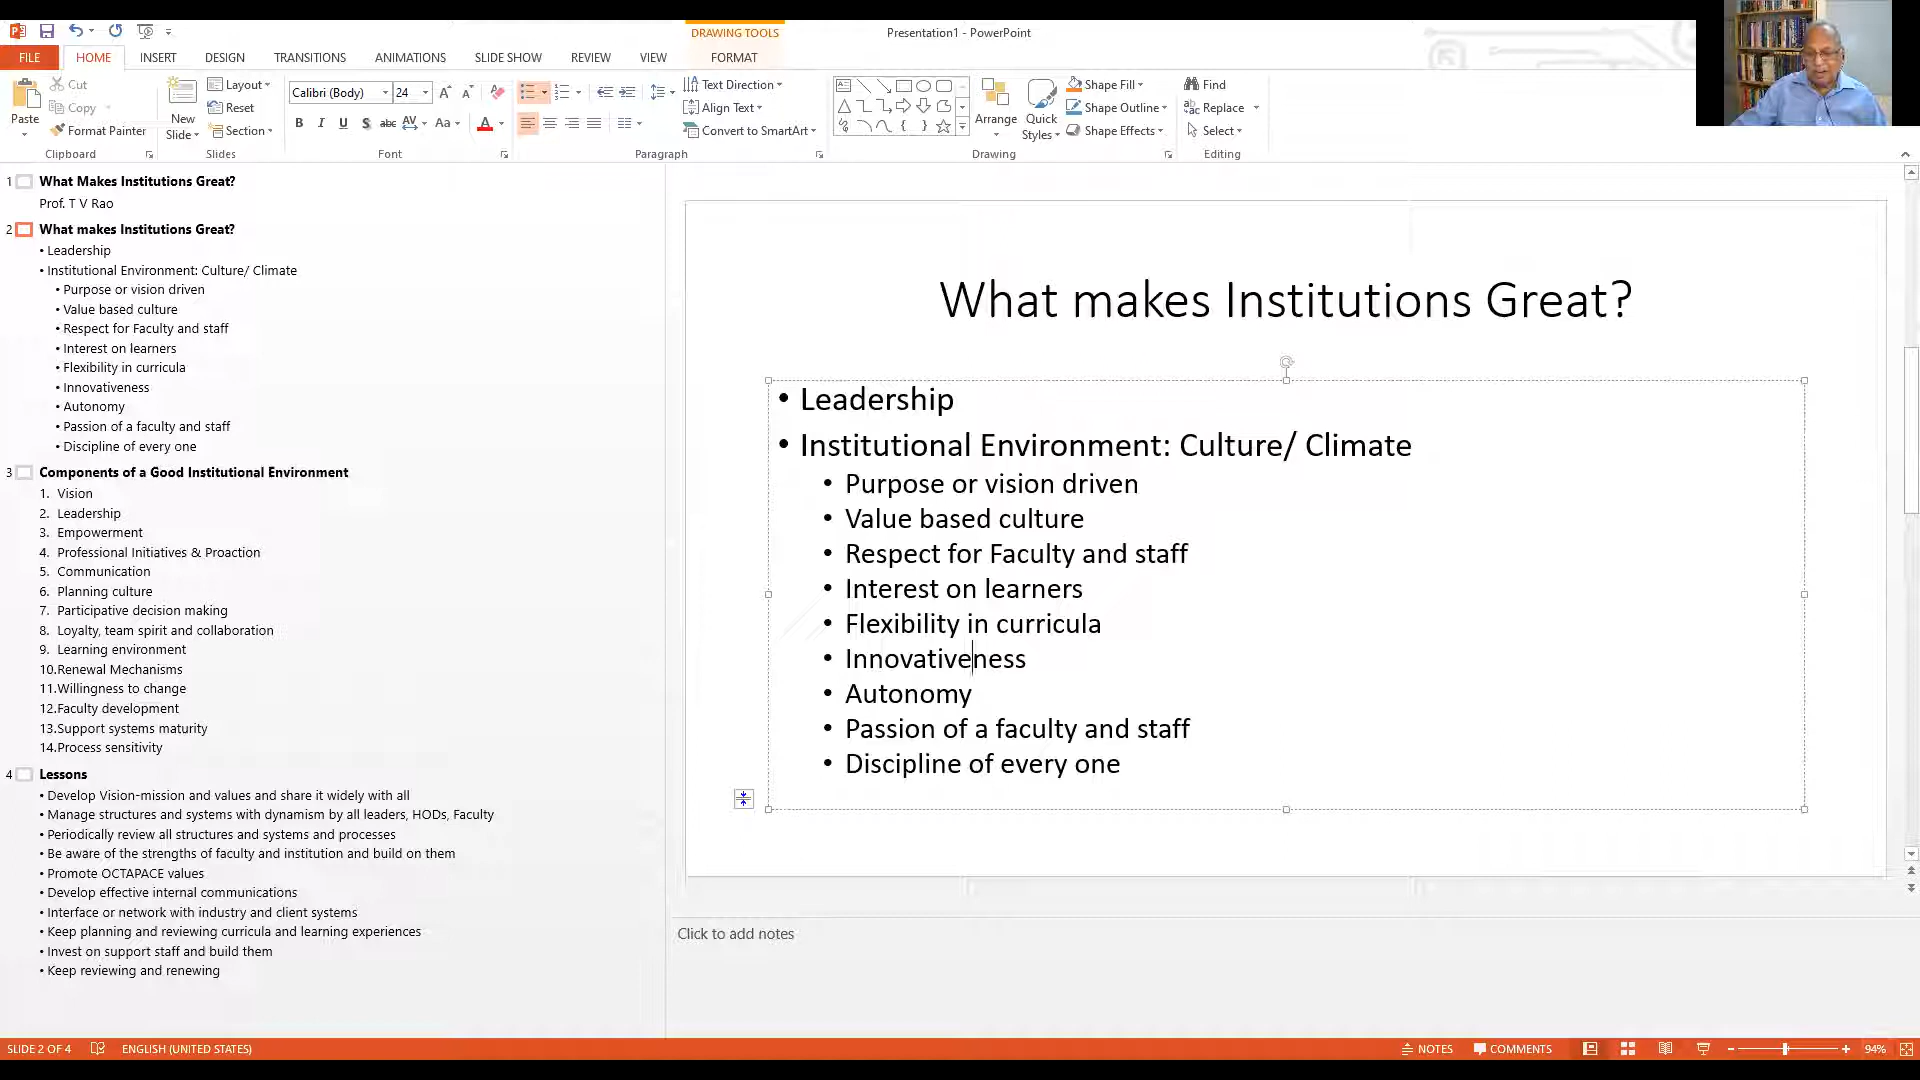 DRAWING TOOLS
Presentation1 - PowerPoint
FILE
HOME
INSERT
DESIGN
TRANSITIONS
ANIMATIONS
SLIDE SHOW
REVIEW
VIEW
FORMAT
Paste
Cut
Copy
Format Painter
Clipboard
New Slide
Layout
Reset
Section
Slides
Calibri (Body)
24
Font
Paragraph
Text Direction
Align Text
Convert to SmartArt
Drawing
Arrange
Quick Styles
Shape Fill
Shape Outline
Shape Effects
Find
Replace
Select
Editing
1 What Makes Institutions Great?
Prof. T V Rao
2 What makes Institutions Great?
• Leadership
• Institutional Environment: Culture/ Climate
• Purpose or vision driven
• Value based culture
• Respect for Faculty and staff
• Interest on learners
• Flexibility in curricula
• Innovativeness
• Autonomy
• Passion of a faculty and staff
• Discipline of every one
3 Components of a Good Institutional Environment
1. Vision
2. Leadership
3. Empowerment
4. Professional Initiatives & Proaction
5. Communication
6. Planning culture
7. Participative decision making
8. Loyalty, team spirit and collaboration
9. Learning environment
10.Renewal Mechanisms
11.Willingness to change
12.Faculty development
13.Support systems maturity
14.Process sensitivity
4 Lessons
• Develop Vision-mission and values and share it widely with all
• Manage structures and systems with dynamism by all leaders, HODs, Faculty
• Periodically review all structures and systems and processes
• Be aware of the strengths of faculty and institution and build on them
• Promote OCTAPACE values
• Develop effective internal communications
• Interface or network with industry and client systems
• Keep planning and reviewing curricula and learning experiences
• Invest on support staff and build them
• Keep reviewing and renewing
What makes Institutions Great?
• Leadership
• Institutional Environment: Culture/ Climate
• Purpose or vision driven
• Value based culture
• Respect for Faculty and staff
• Interest on learners
• Flexibility in curricula
• Innovativeness
• Autonomy
• Passion of a faculty and staff
• Discipline of every one
Click to add notes
SLIDE 2 OF 4
ENGLISH (UNITED STATES)
NOTES
COMMENTS
94%